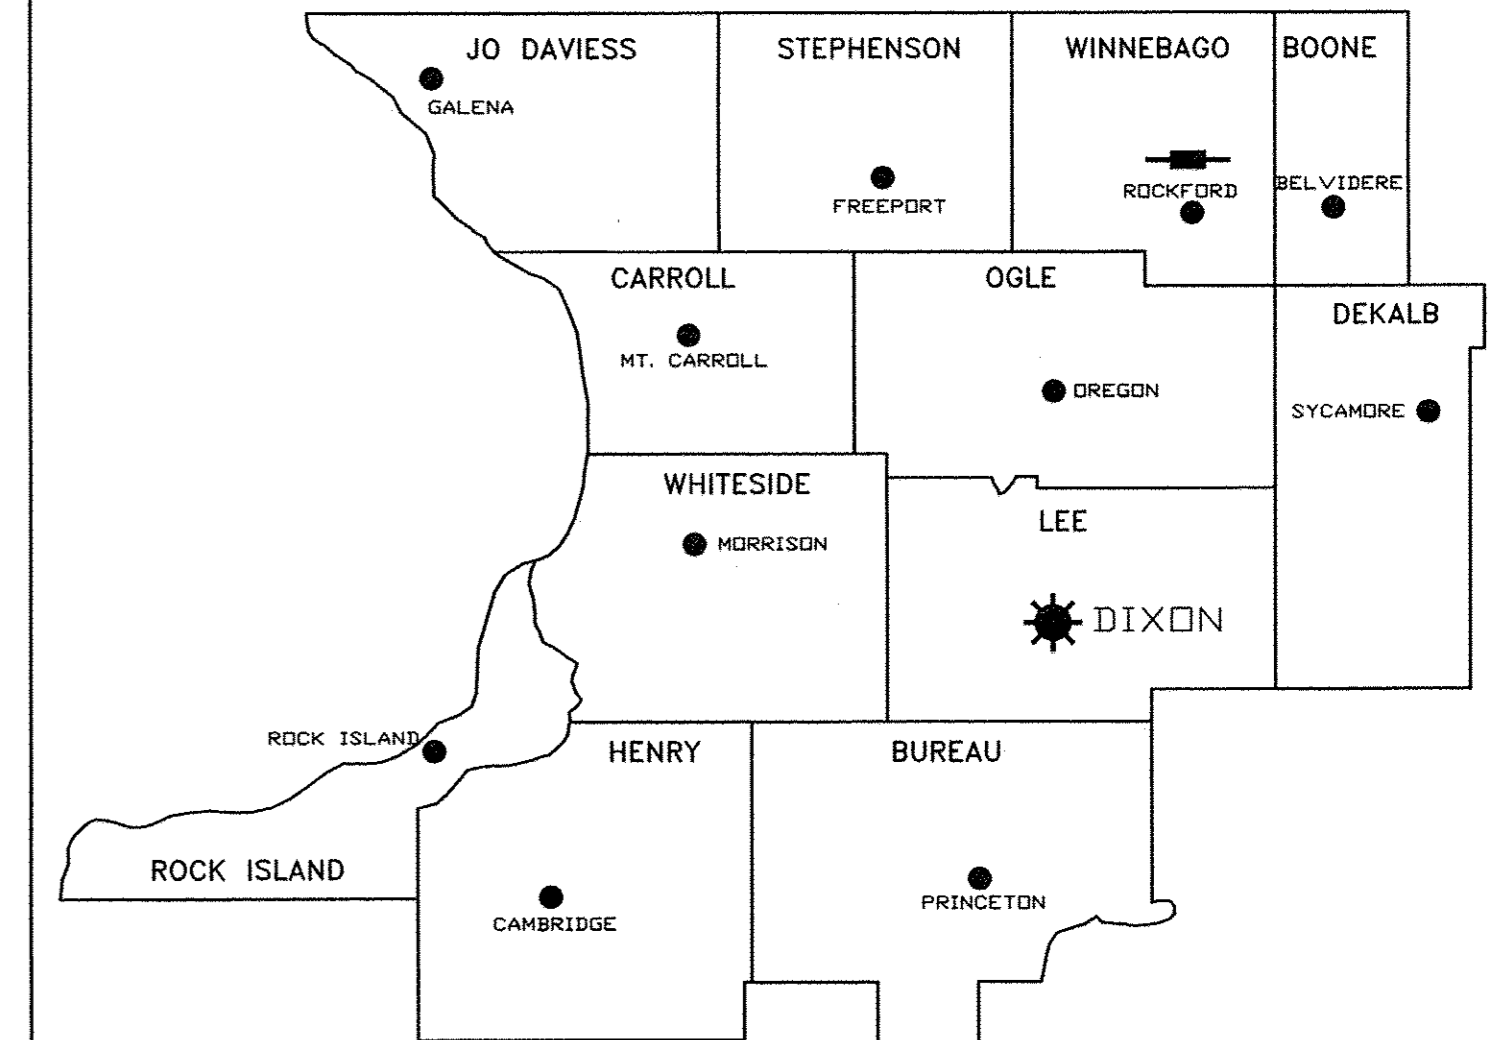 JO DAVIESS
STEPHENSON
WINNEBAGO
BOONE
GALENA
FREEPORT
ROCKFORD
BELVIDERE
CARROLL
OGLE
DEKALB
MT. CARROLL
OREGON
SYCAMORE
WHITESIDE
LEE
MORRISON
DIXON
ROCK ISLAND
HENRY
BUREAU
ROCK ISLAND
CAMBRIDGE
PRINCETON